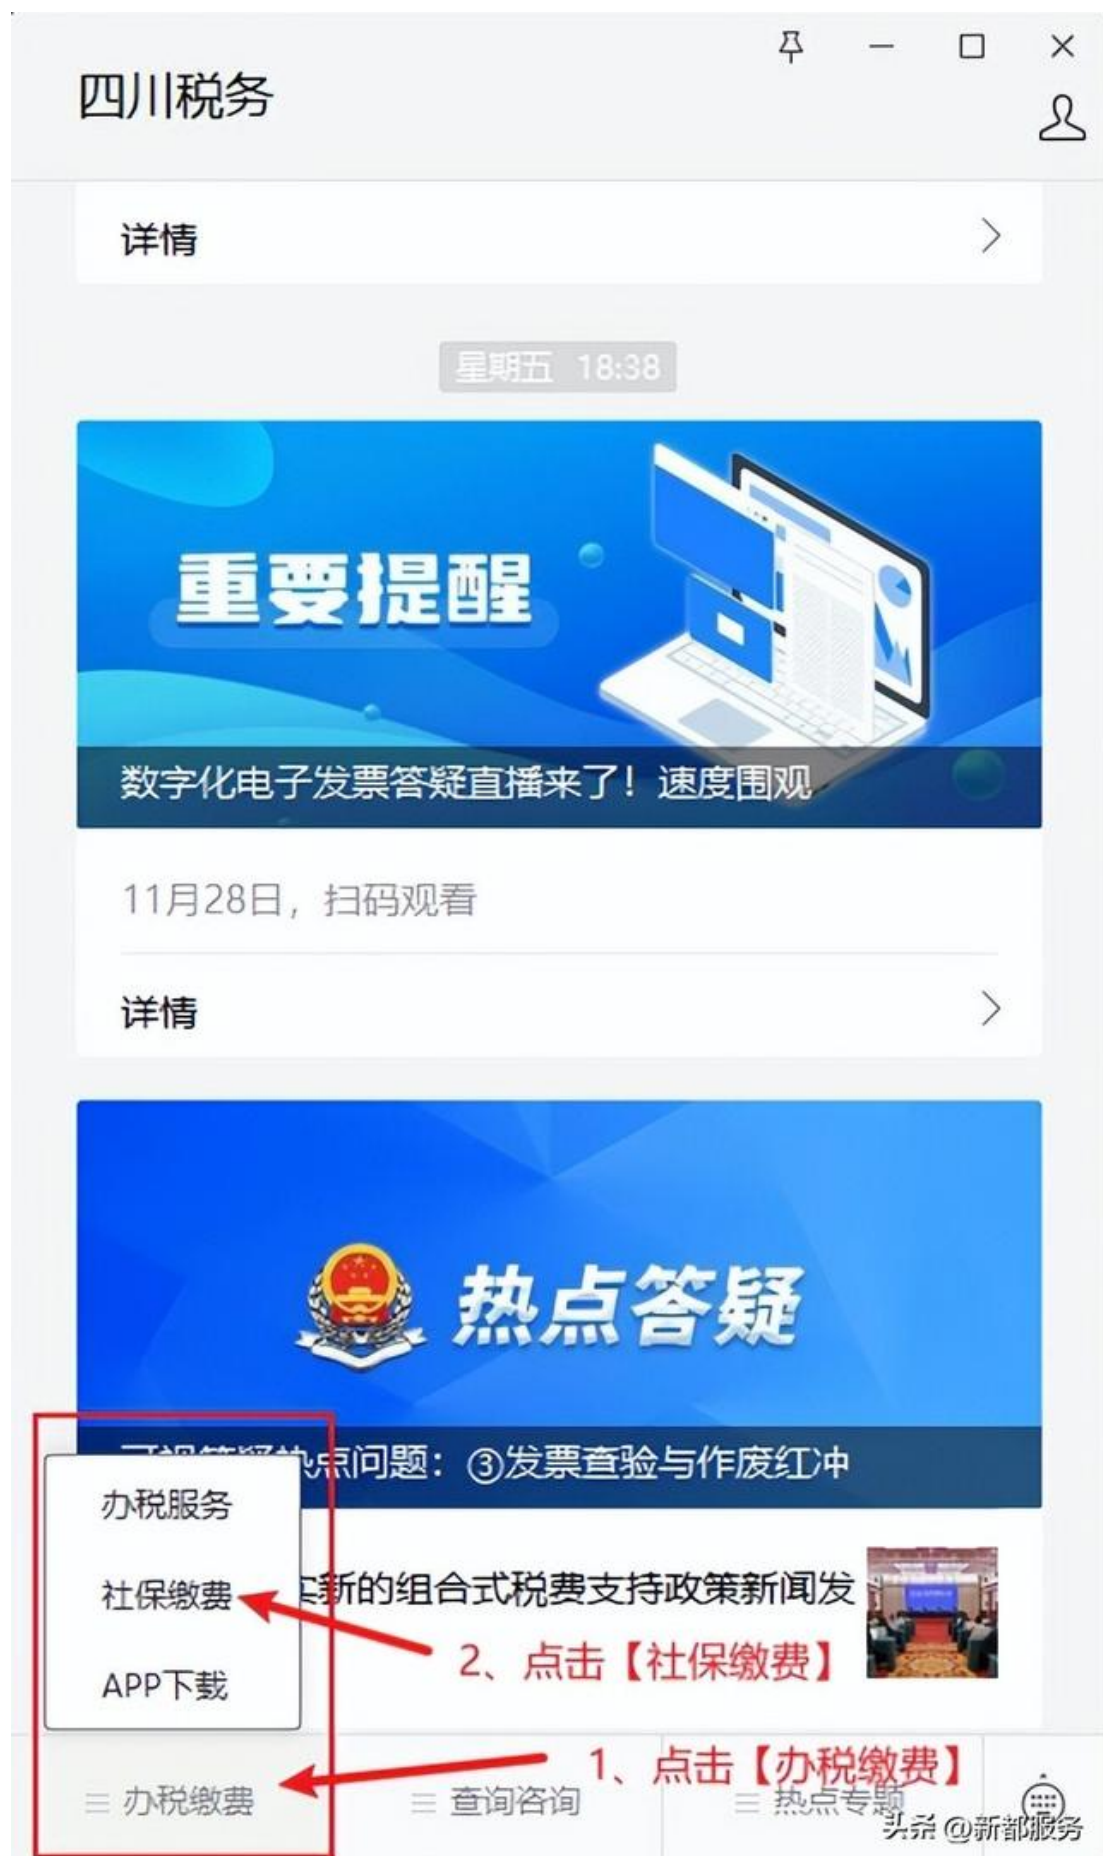 四川税务
详情
星期五 18:38
重要提醒
数字化电子发票答疑直播来了！速度围观
11月28日，扫码观看
详情
热点答疑
可视答疑热点问题：③发票查验与作废红冲
办税服务
社保缴费
实新的组合式税费支持政策新闻发
2、点击【社保缴费】
APP下载
1、点击【办税缴费】
办税缴费
查询咨询
热点专题
头条 @新都服务